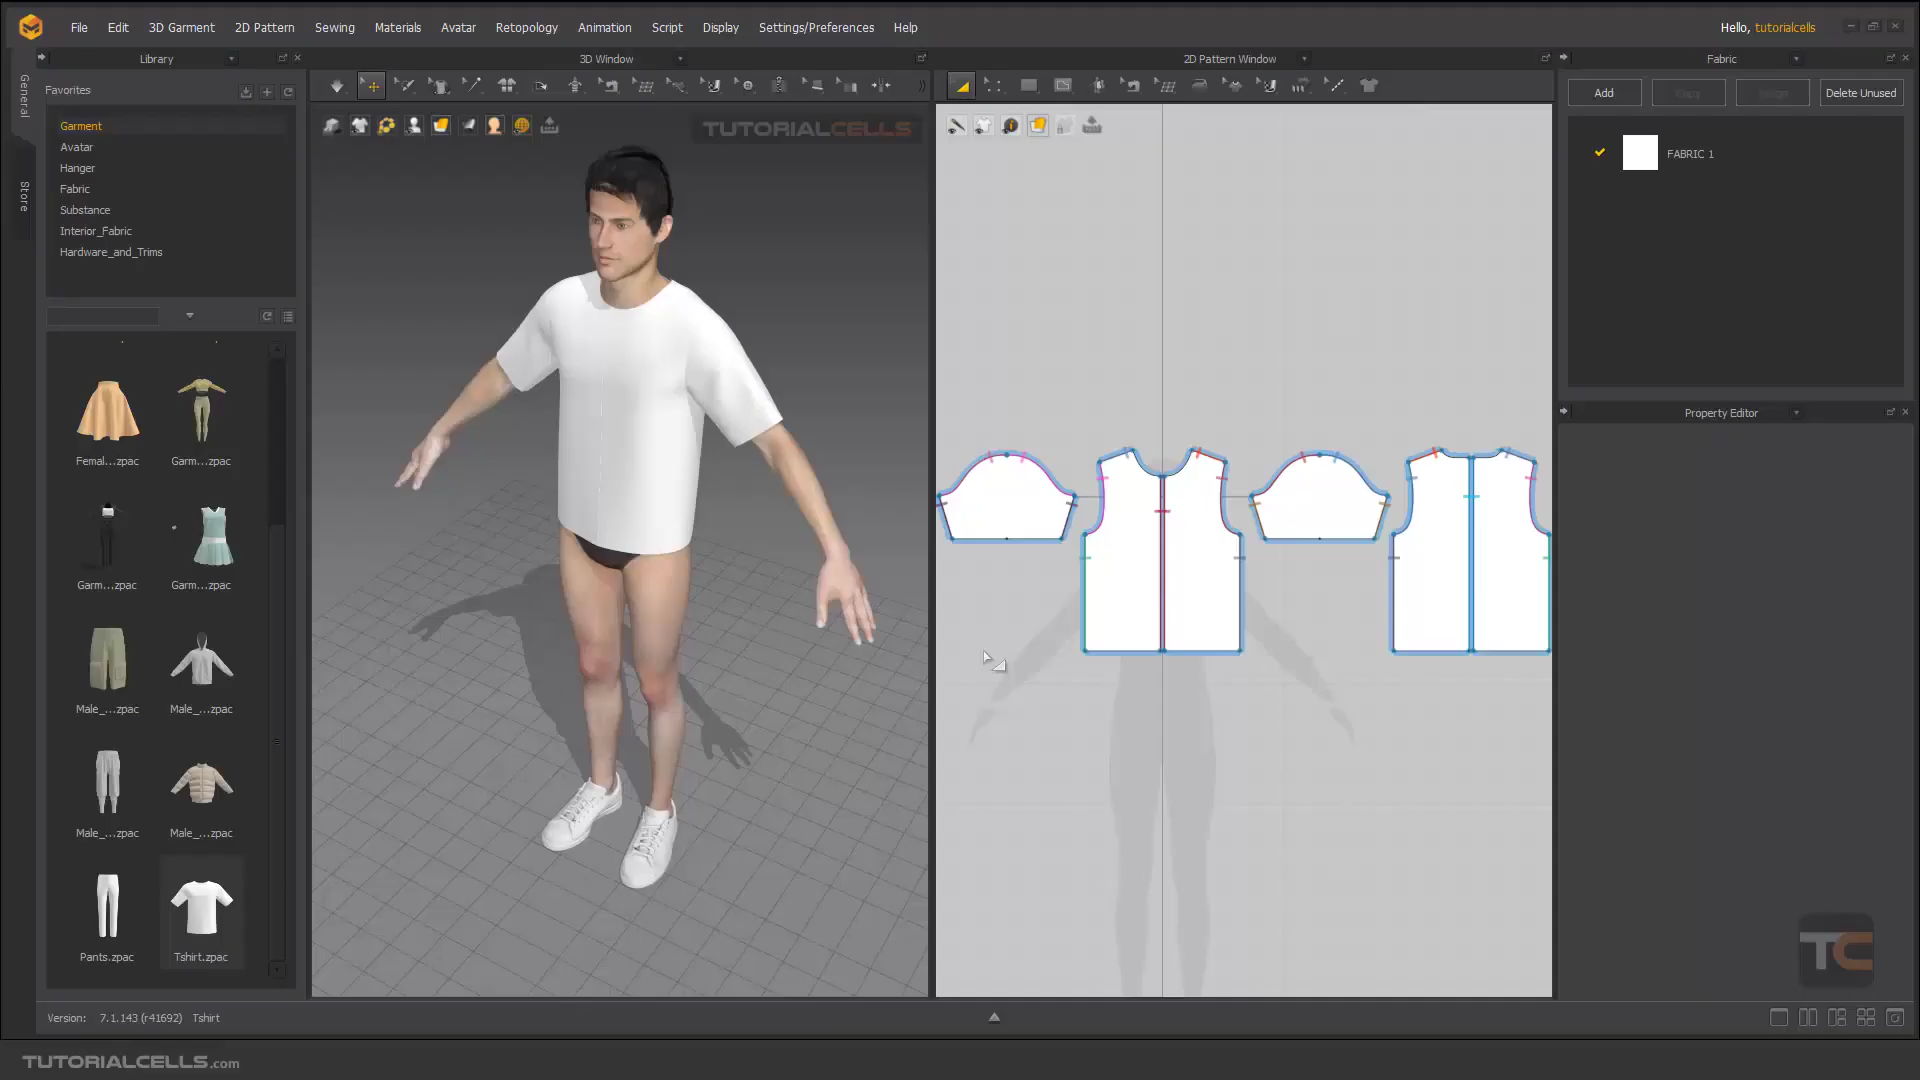 File Edit 3D Garment 2D Pattern Sewing Materials Avatar Retopology Animation Script Display Settings/Preferences Help
Hello, tutorialcells
Library
3D Window
2D Pattern Window
Fabric
General
Store
Favorites
Garment
Avatar
Hanger
Fabric
Substance
Interior_Fabric
Hardware_and_Trims
Femal...zpac
Garm...zpac
Garm...zpac
Garm...zpac
Male_...zpac
Male_...zpac
Male_...zpac
Male_...zpac
Pants.zpac
Tshirt.zpac
TUTORIALCELLS
Add
Delete Unused
FABRIC 1
Property Editor
TC
Version: 7.1.143 (r41692) Tshirt
TUTORIALCELLS.com